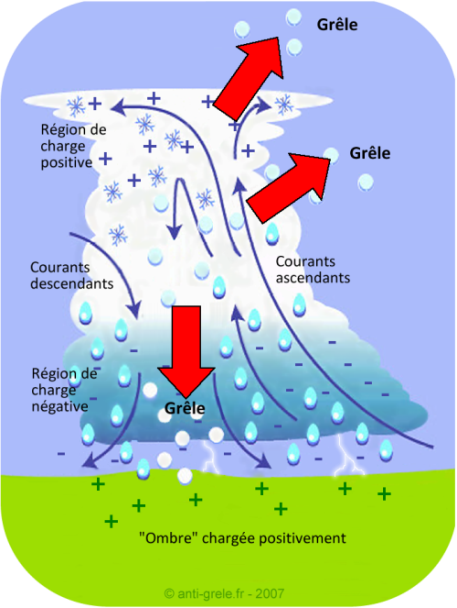 Grêle
Grêle
Région de
charge
positive
Courants
descendants
Courants
ascendants
Région de
charge
négative
Grêle
"Ombre" chargée positivement
© anti-grele.fr - 2007